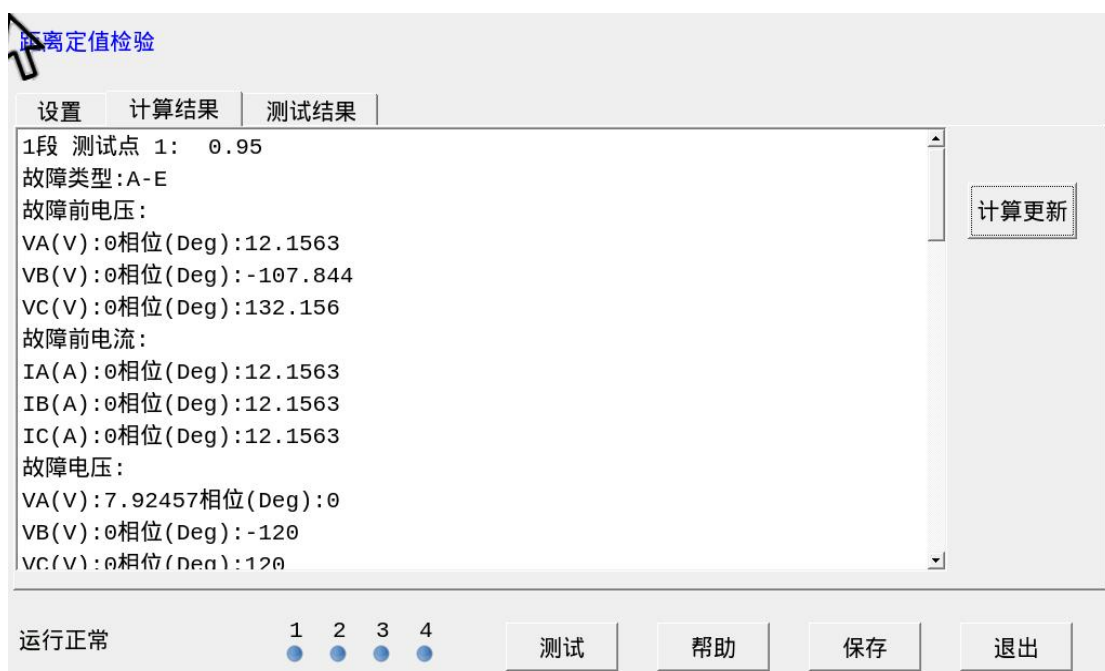 距离定值检验
设置 计算结果 测试结果
1段 测试点 1: 0.95
故障类型:A-E
故障前电压:
VA(V):0相位(Deg):12.1563
VB(V):0相位(Deg):-107.844
VC(V):0相位(Deg):132.156
故障前电流:
IA(A):0相位(Deg):12.1563
IB(A):0相位(Deg):12.1563
IC(A):0相位(Deg):12.1563
故障电压:
VA(V):7.92457相位(Deg):0
VB(V):0相位(Deg):-120
VC(V):0相位(Deg):120
计算更新
运行正常 1 2 3 4 测试 帮助 保存 退出